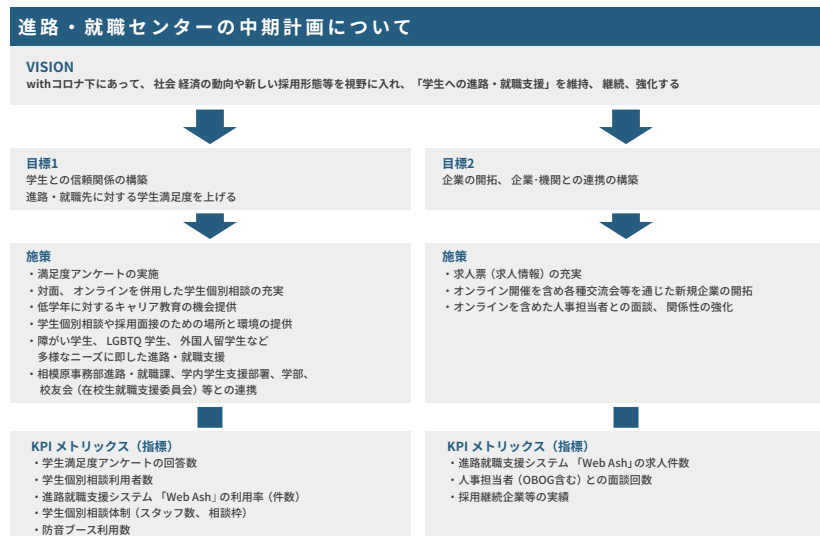 進路・就職センターの中期計画について
VISION
withコロナ下にあって、 社会 経済の動向や新しい採用形態等を視野に入れ、「学生への進路・就職支援」を維持、 継続、強化する
目標1
学生との信頼関係の構築
進路・就職先に対する学生満足度を上げる
施策
・満足度アンケートの実施
・対面、 オンラインを併用した学生個別相談の充実
・低学年に対するキャリア教育の機会提供
・学生個別相談や採用面接のための場所と環境の提供
・障がい学生、 LGBTQ 学生、 外国人留学生など
多様なニーズに即した進路・就職支援
・相模原事務部進路・就職課、学内学生支援部署、学部、
校友会（在校生就職支援委員会）等との連携
KPI メトリックス（指標）
・学生満足度アンケートの回答数
・学生個別相談利用者数
・進路就職支援システム 「Web Ash」の利用率（件数）
・学生個別相談体制（スタッフ数、 相談枠）
・防音ブース利用数
目標2
企業の開拓、 企業･機関との連携の構築
施策
・求人票（求人情報）の充実
・オンライン開催を含め各種交流会等を通じた新規企業の開拓
・オンラインを含めた人事担当者との面談、 関係性の強化
KPI メトリックス（指標）
・進路就職支援システム 「Web Ash」の求人件数
・人事担当者（OBOG含む）との面談回数
・採用継続企業等の実績